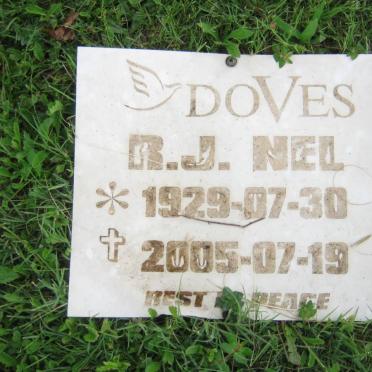 DOVES
R.J. NEL
* 1929-07-30
✝ 2005-07-19
REST IN PEACE